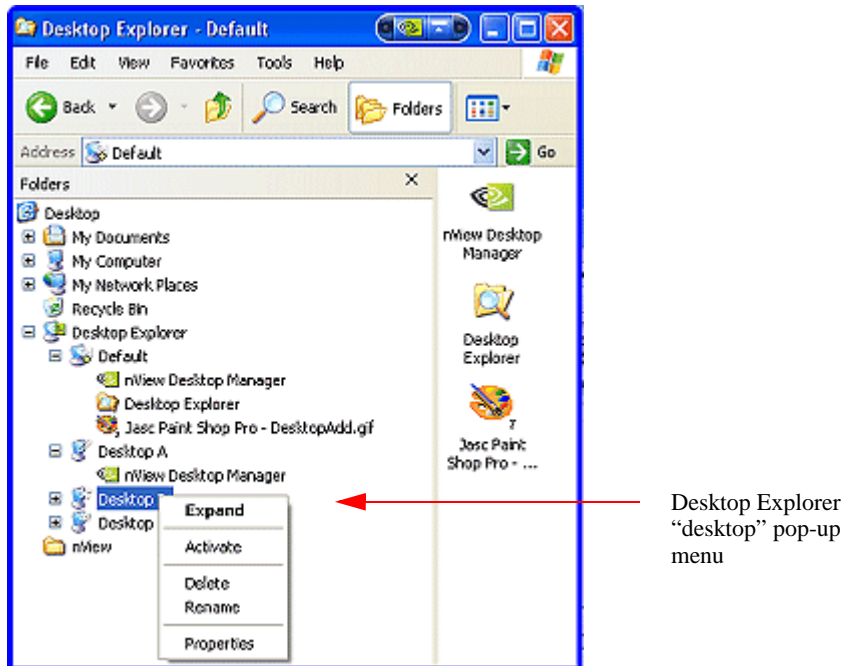 Desktop Explorer - Default
File Edit View Favorites Tools Help
Back Search Folders
Address Default Go
Folders
Desktop
My Documents
My Computer
My Network Places
Recycle Bin
Desktop Explorer
Default
nView Desktop Manager
Desktop Explorer
Jasc Paint Shop Pro - DesktopAdd.gif
Desktop A
nView Desktop Manager
Desktop
Desktop
nView
Expand
Activate
Delete
Rename
Properties
nView Desktop
Manager
Desktop
Explorer
Jasc Paint
Shop Pro - ...
Desktop Explorer
“desktop” pop-up
menu